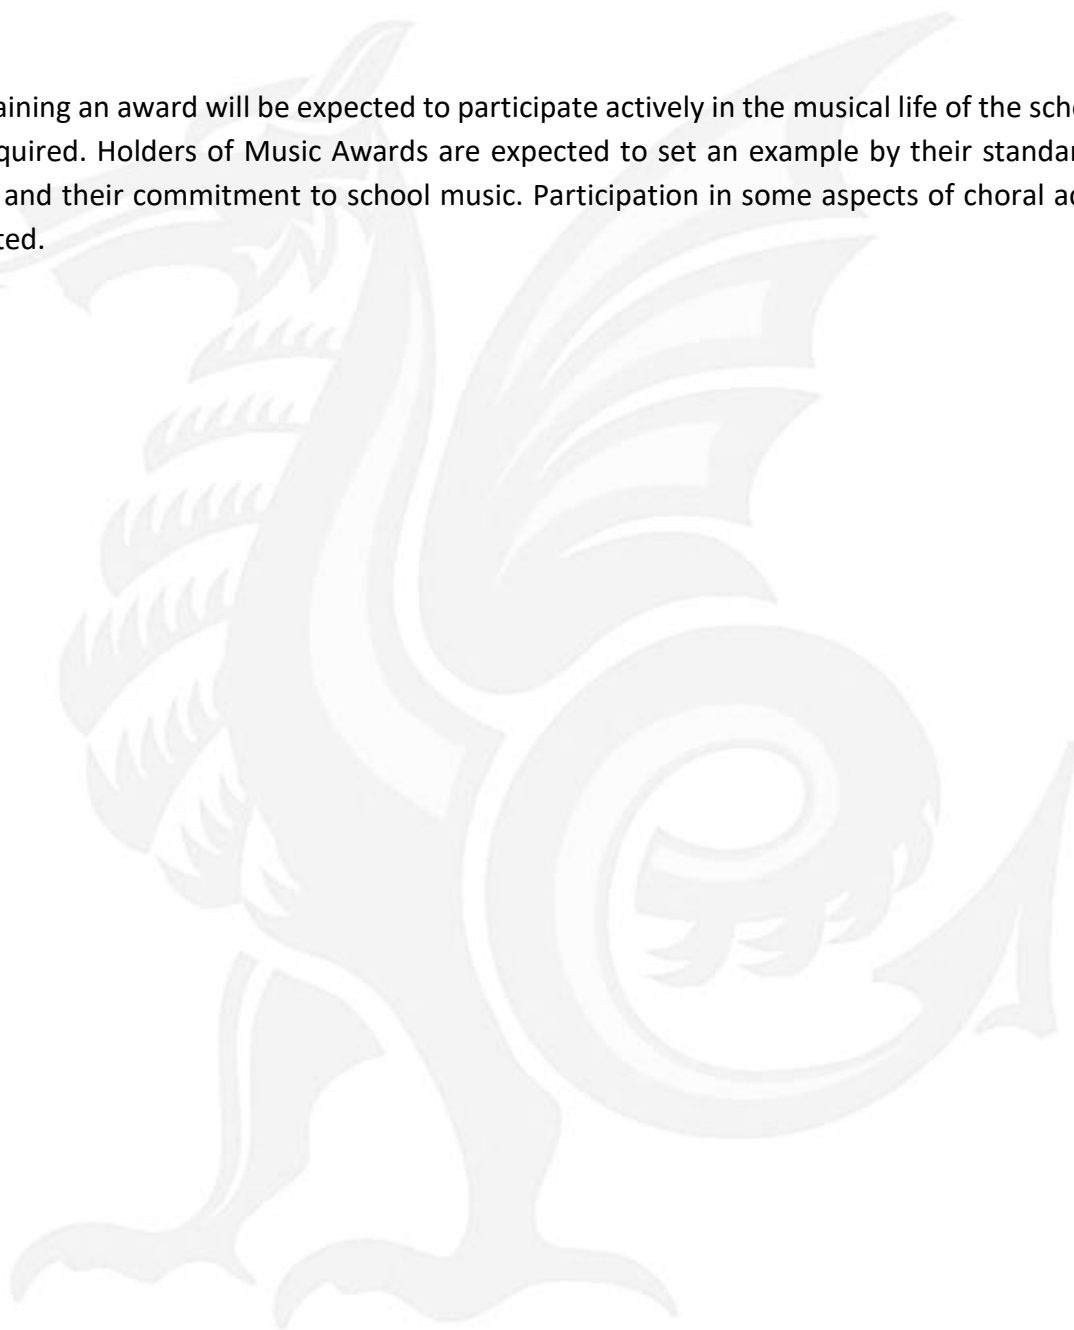 aining an award will be expected to participate actively in the musical life of the sch
quired. Holders of Music Awards are expected to set an example by their standar
and their commitment to school music. Participation in some aspects of choral ac
ted.